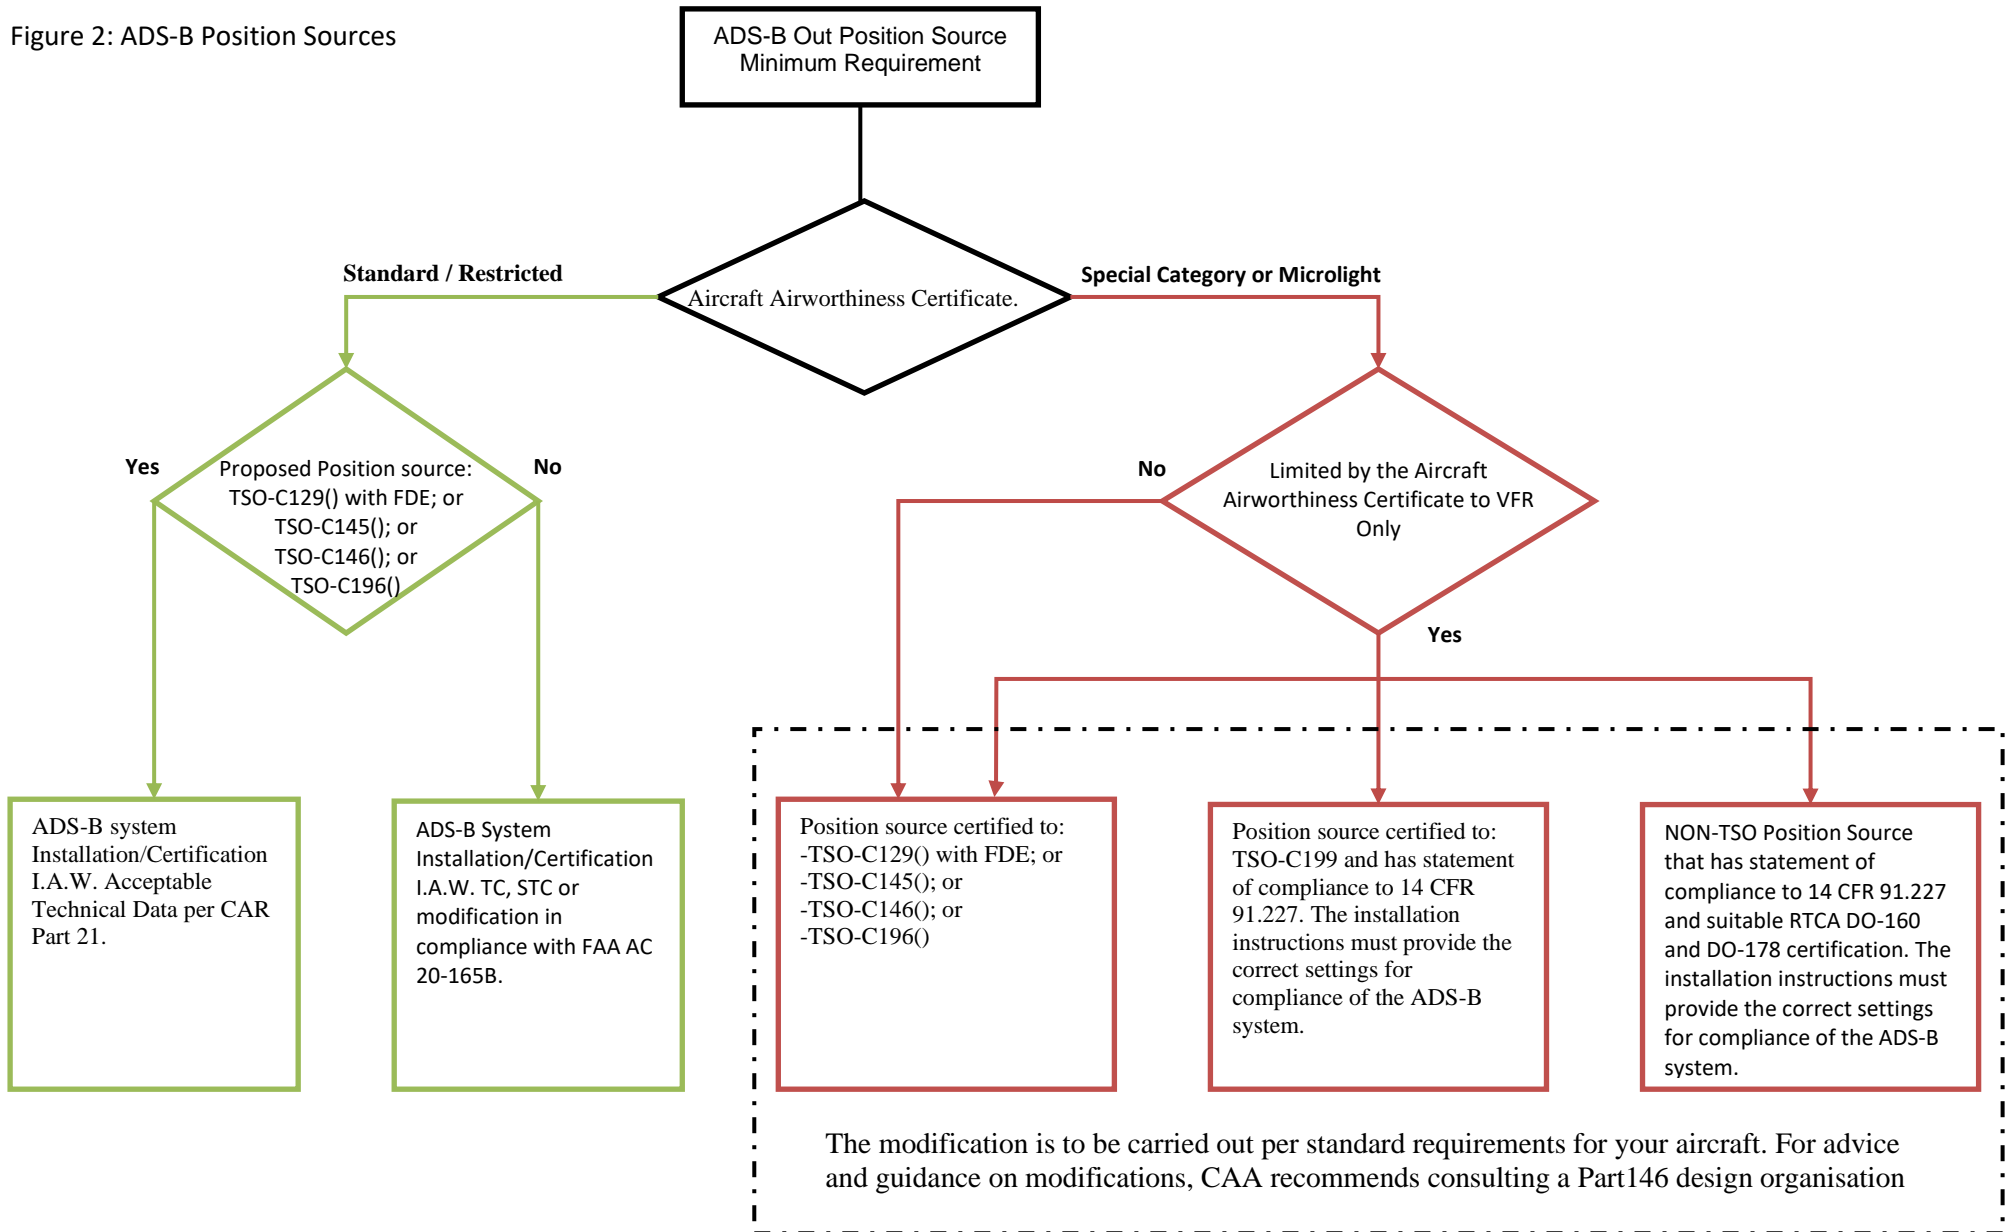 Figure 2: ADS-B Position Sources
ADS-B Out Position Source
Minimum Requirement
Standard / Restricted
Special Category or Microlight
Aircraft Airworthiness Certificate.
Yes
Proposed Position source:
TSO-C129() with FDE; or
TSO-C145(); or
TSO-C146(); or
TSO-C196()
No
No
Limited by the Aircraft
Airworthiness Certificate to VFR
Only
Yes
ADS-B system
Installation/Certification
I.A.W. Acceptable
Technical Data per CAR
Part 21.
ADS-B System
Installation/Certification
I.A.W. TC, STC or
modification in
compliance with FAA AC
20-165B.
Position source certified to:
-TSO-C129() with FDE; or
-TSO-C145(); or
-TSO-C146(); or
-TSO-C196()
Position source certified to:
TSO-C199 and has statement
of compliance to 14 CFR
91.227. The installation
instructions must provide the
correct settings for
compliance of the ADS-B
system.
NON-TSO Position Source
that has statement of
compliance to 14 CFR 91.227
and suitable RTCA DO-160
and DO-178 certification. The
installation instructions must
provide the correct settings
for compliance of the ADS-B
system.
The modification is to be carried out per standard requirements for your aircraft. For advice
and guidance on modifications, CAA recommends consulting a Part146 design organisation